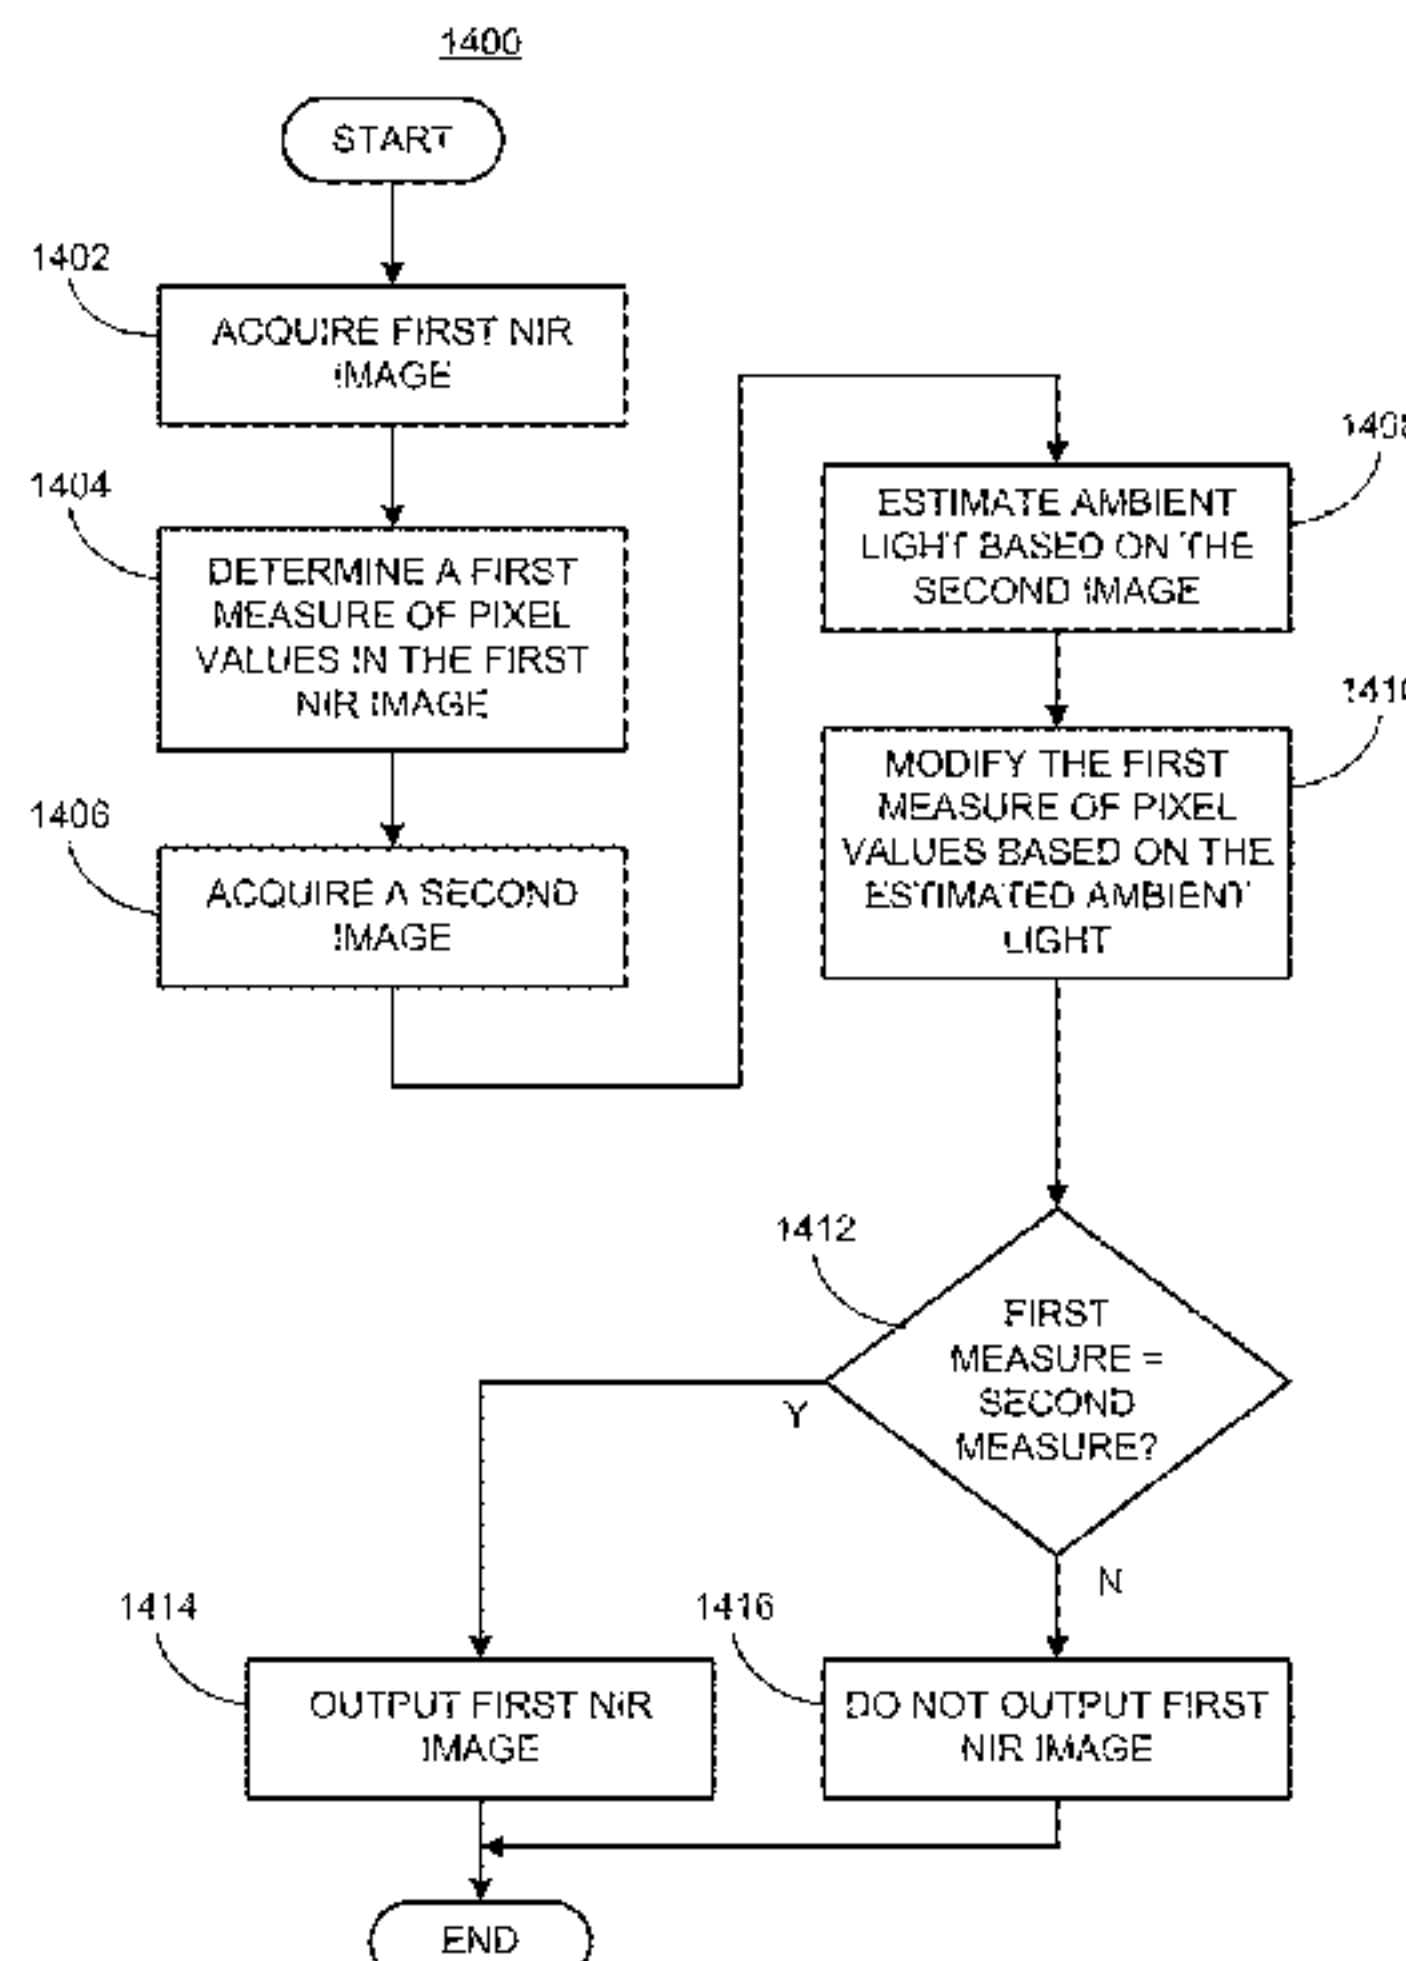 1400
START
1402
ACQUIRE FIRST NIR
IMAGE
1404
DETERMINE A FIRST
MEASURE OF PIXEL
VALUES IN THE FIRST
NIR IMAGE
1406
ACQUIRE A SECOND
IMAGE
1408
ESTIMATE AMBIENT
LIGHT BASED ON THE
SECOND IMAGE
1410
MODIFY THE FIRST
MEASURE OF PIXEL
VALUES BASED ON THE
ESTIMATED AMBIENT
LIGHT
1412
FIRST
MEASURE =
SECOND
MEASURE?
Y
N
1414
OUTPUT FIRST NIR
IMAGE
1416
DO NOT OUTPUT FIRST
NIR IMAGE
END